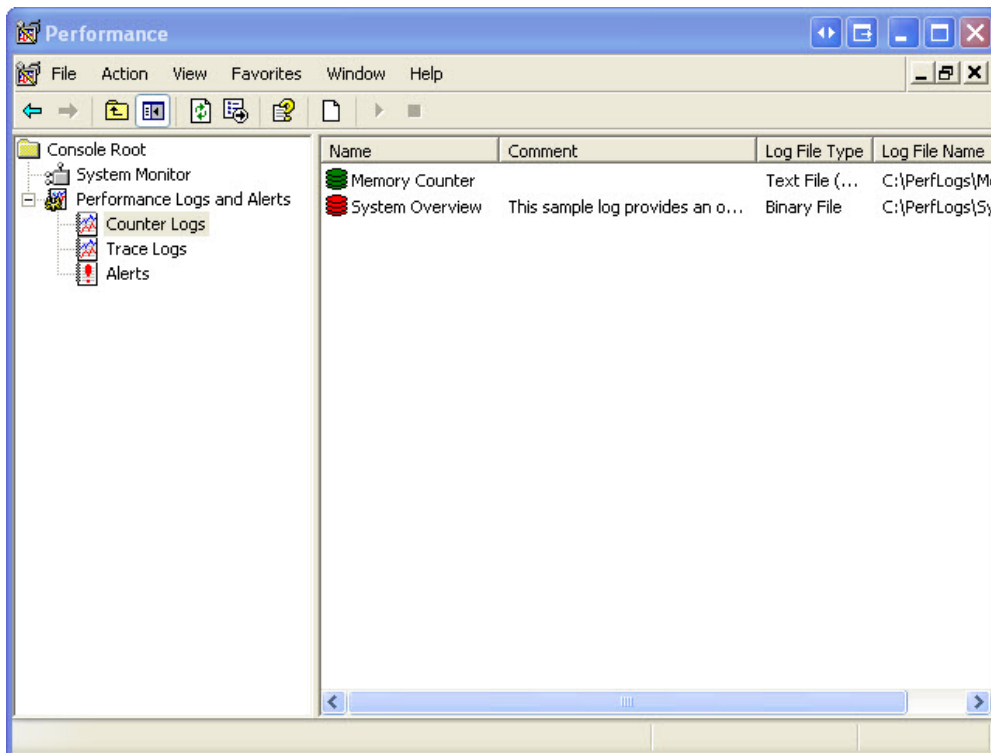 Performance
File Action View Favorites Window Help
Console Root
System Monitor
Performance Logs and Alerts
Counter Logs
Trace Logs
Alerts
Name Comment Log File Type Log File Name
Memory Counter Text File (... C:\PerfLogs\M
System Overview This sample log provides an o... Binary File C:\PerfLogs\Sy